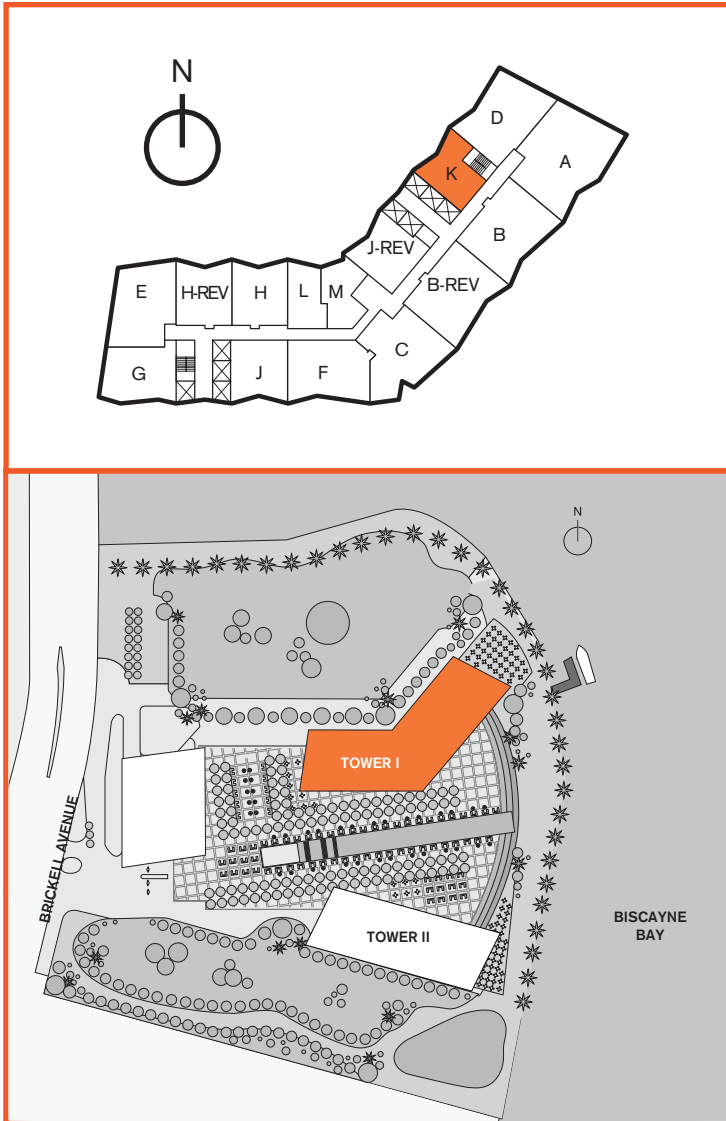 N
D
A
K
B
J-REV
B-REV
E
H-REV
H
L
M
C
G
J
F
N
TOWER I
BRICKELL AVENUE
BISCAYNE
BAY
TOWER II